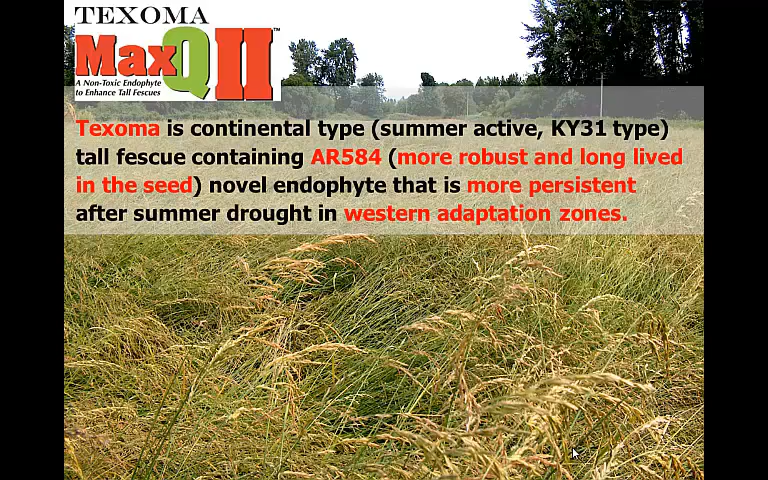 TEXOMA
MaxQ II™
A Non-Toxic Endophyte
to Enhance Tall Fescues
Texoma is continental type (summer active, KY31 type)
tall fescue containing AR584 (more robust and long lived
in the seed) novel endophyte that is more persistent
after summer drought in western adaptation zones.